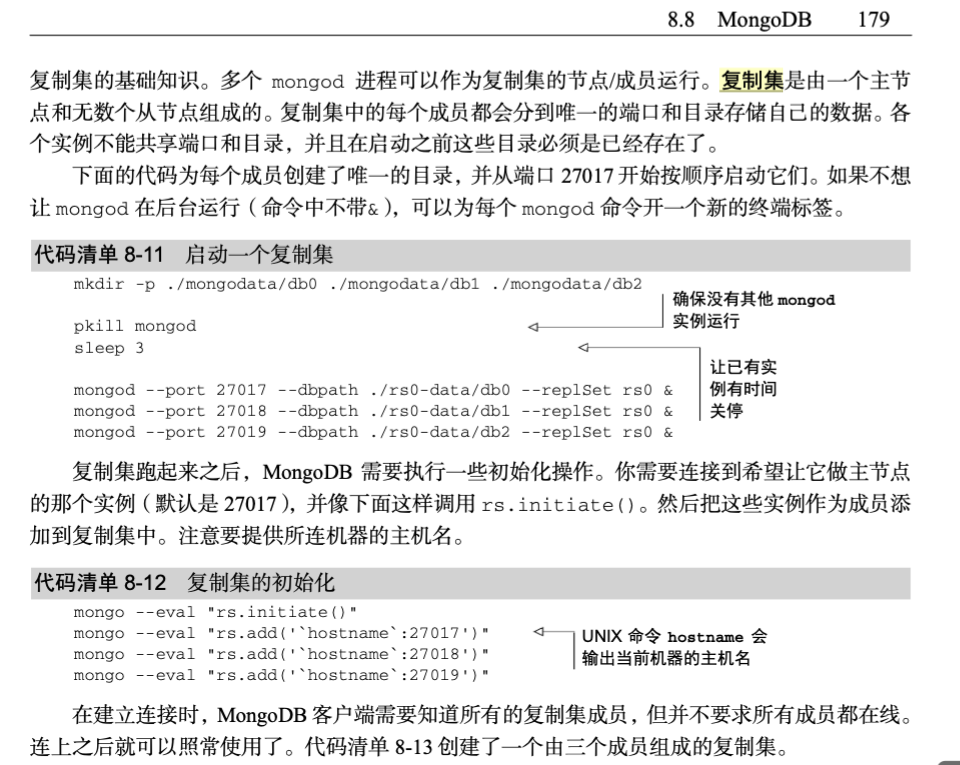 8.8 MongoDB 179
复制集的基础知识。多个 mongod 进程可以作为复制集的节点/成员运行。复制集是由一个主节
点和无数个从节点组成的。复制集中的每个成员都会分到唯一的端口和目录存储自己的数据。各
个实例不能共享端口和目录，并且在启动之前这些目录必须是已经存在了。
下面的代码为每个成员创建了唯一的目录，并从端口 27017 开始按顺序启动它们。如果不想
让 mongod 在后台运行（命令中不带&），可以为每个 mongod 命令开一个新的终端标签。
代码清单 8-11 启动一个复制集
mkdir -p ./mongodata/db0 ./mongodata/db1 ./mongodata/db2
确保没有其他 mongod
实例运行
pkill mongod
sleep 3
让已有实
例有时间
关停
mongod --port 27017 --dbpath ./rs0-data/db0 --replSet rs0 &
mongod --port 27018 --dbpath ./rs0-data/db1 --replSet rs0 &
mongod --port 27019 --dbpath ./rs0-data/db2 --replSet rs0 &
复制集跑起来之后，MongoDB 需要执行一些初始化操作。你需要连接到希望让它做主节点
的那个实例（默认是 27017），并像下面这样调用 rs.initiate()。然后把这些实例作为成员添
加到复制集中。注意要提供所连机器的主机名。
代码清单 8-12 复制集的初始化
mongo --eval "rs.initiate()"
mongo --eval "rs.add('`hostname`:27017')"
mongo --eval "rs.add('`hostname`:27018')"
mongo --eval "rs.add('`hostname`:27019')"
UNIX 命令 hostname 会
输出当前机器的主机名
在建立连接时，MongoDB 客户端需要知道所有的复制集成员，但并不要求所有成员都在线。
连上之后就可以照常使用了。代码清单 8-13 创建了一个由三个成员组成的复制集。